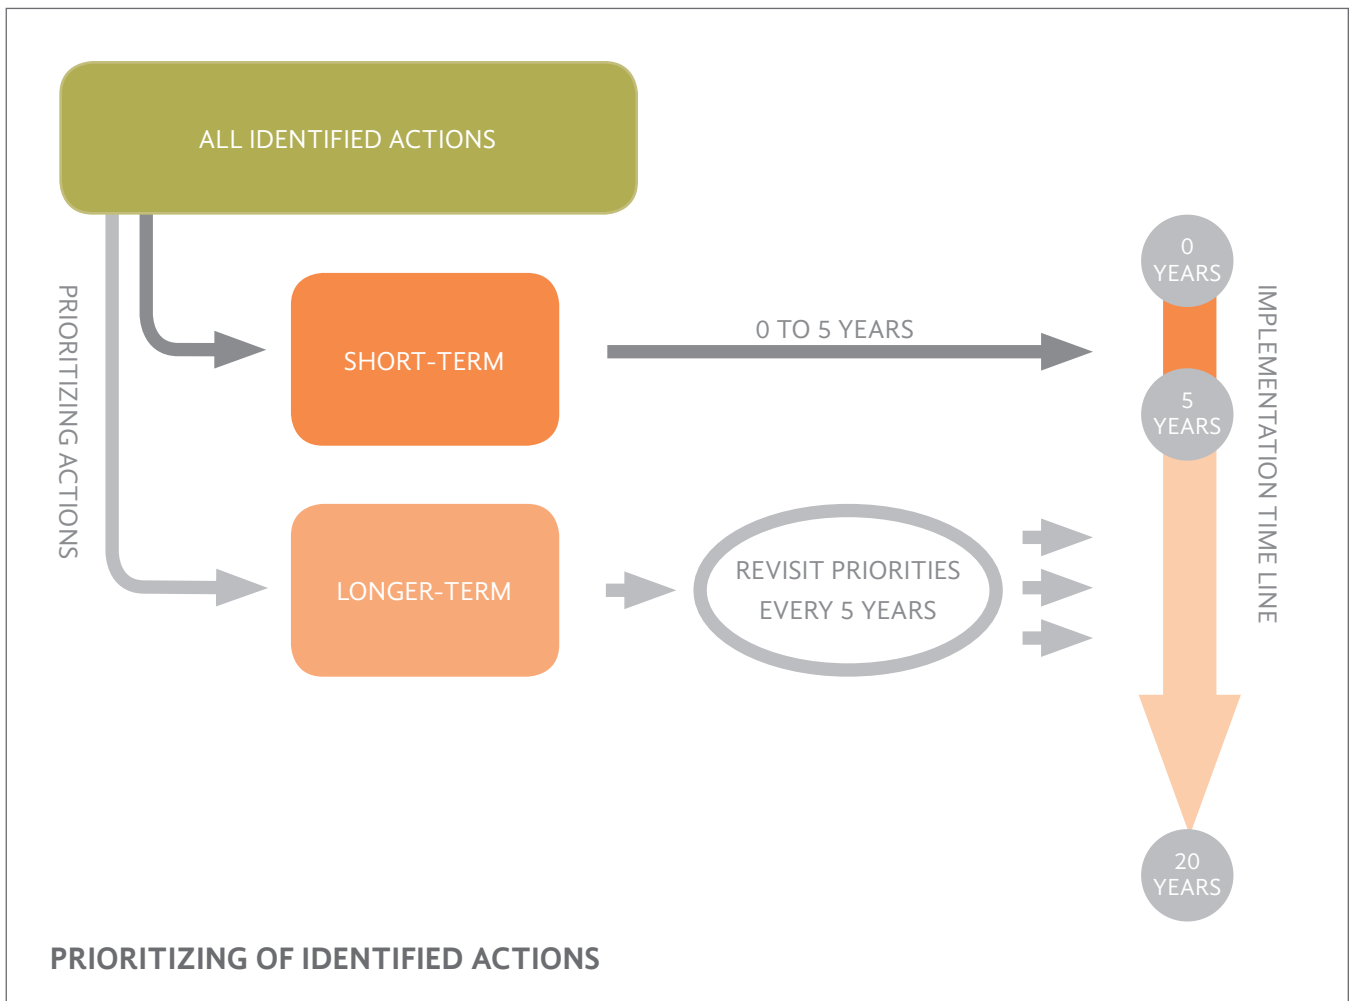 ALL IDENTIFIED ACTIONS
PRIORITIZING ACTIONS
SHORT-TERM
0 TO 5 YEARS
0
YEARS
5
YEARS
IMPLEMENTATION TIME LINE
LONGER-TERM
REVISIT PRIORITIES
EVERY 5 YEARS
20
YEARS
PRIORITIZING OF IDENTIFIED ACTIONS